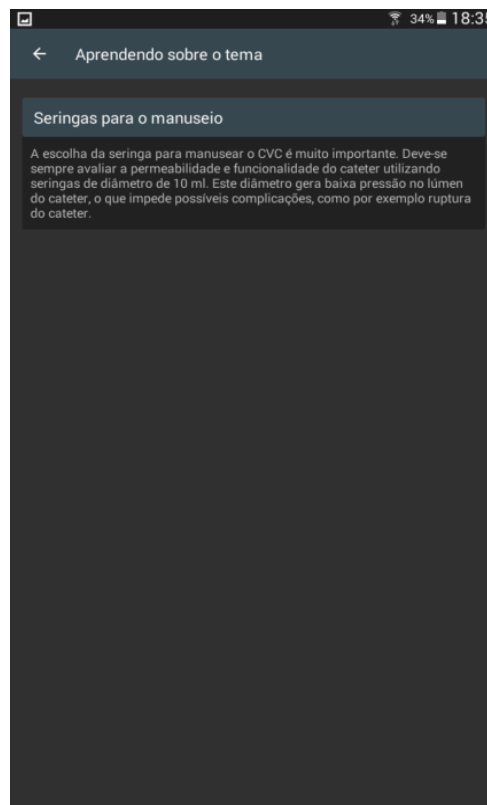 34% 18:35
Aprendendo sobre o tema
Seringas para o manuseio
A escolha da seringa para manusear o CVC é muito importante. Deve-se
sempre avaliar a permeabilidade e funcionalidade do cateter utilizando
seringas de diâmetro de 10 ml. Este diâmetro gera baixa pressão no lúmen
do cateter, o que impede possíveis complicações, como por exemplo ruptura
do cateter.